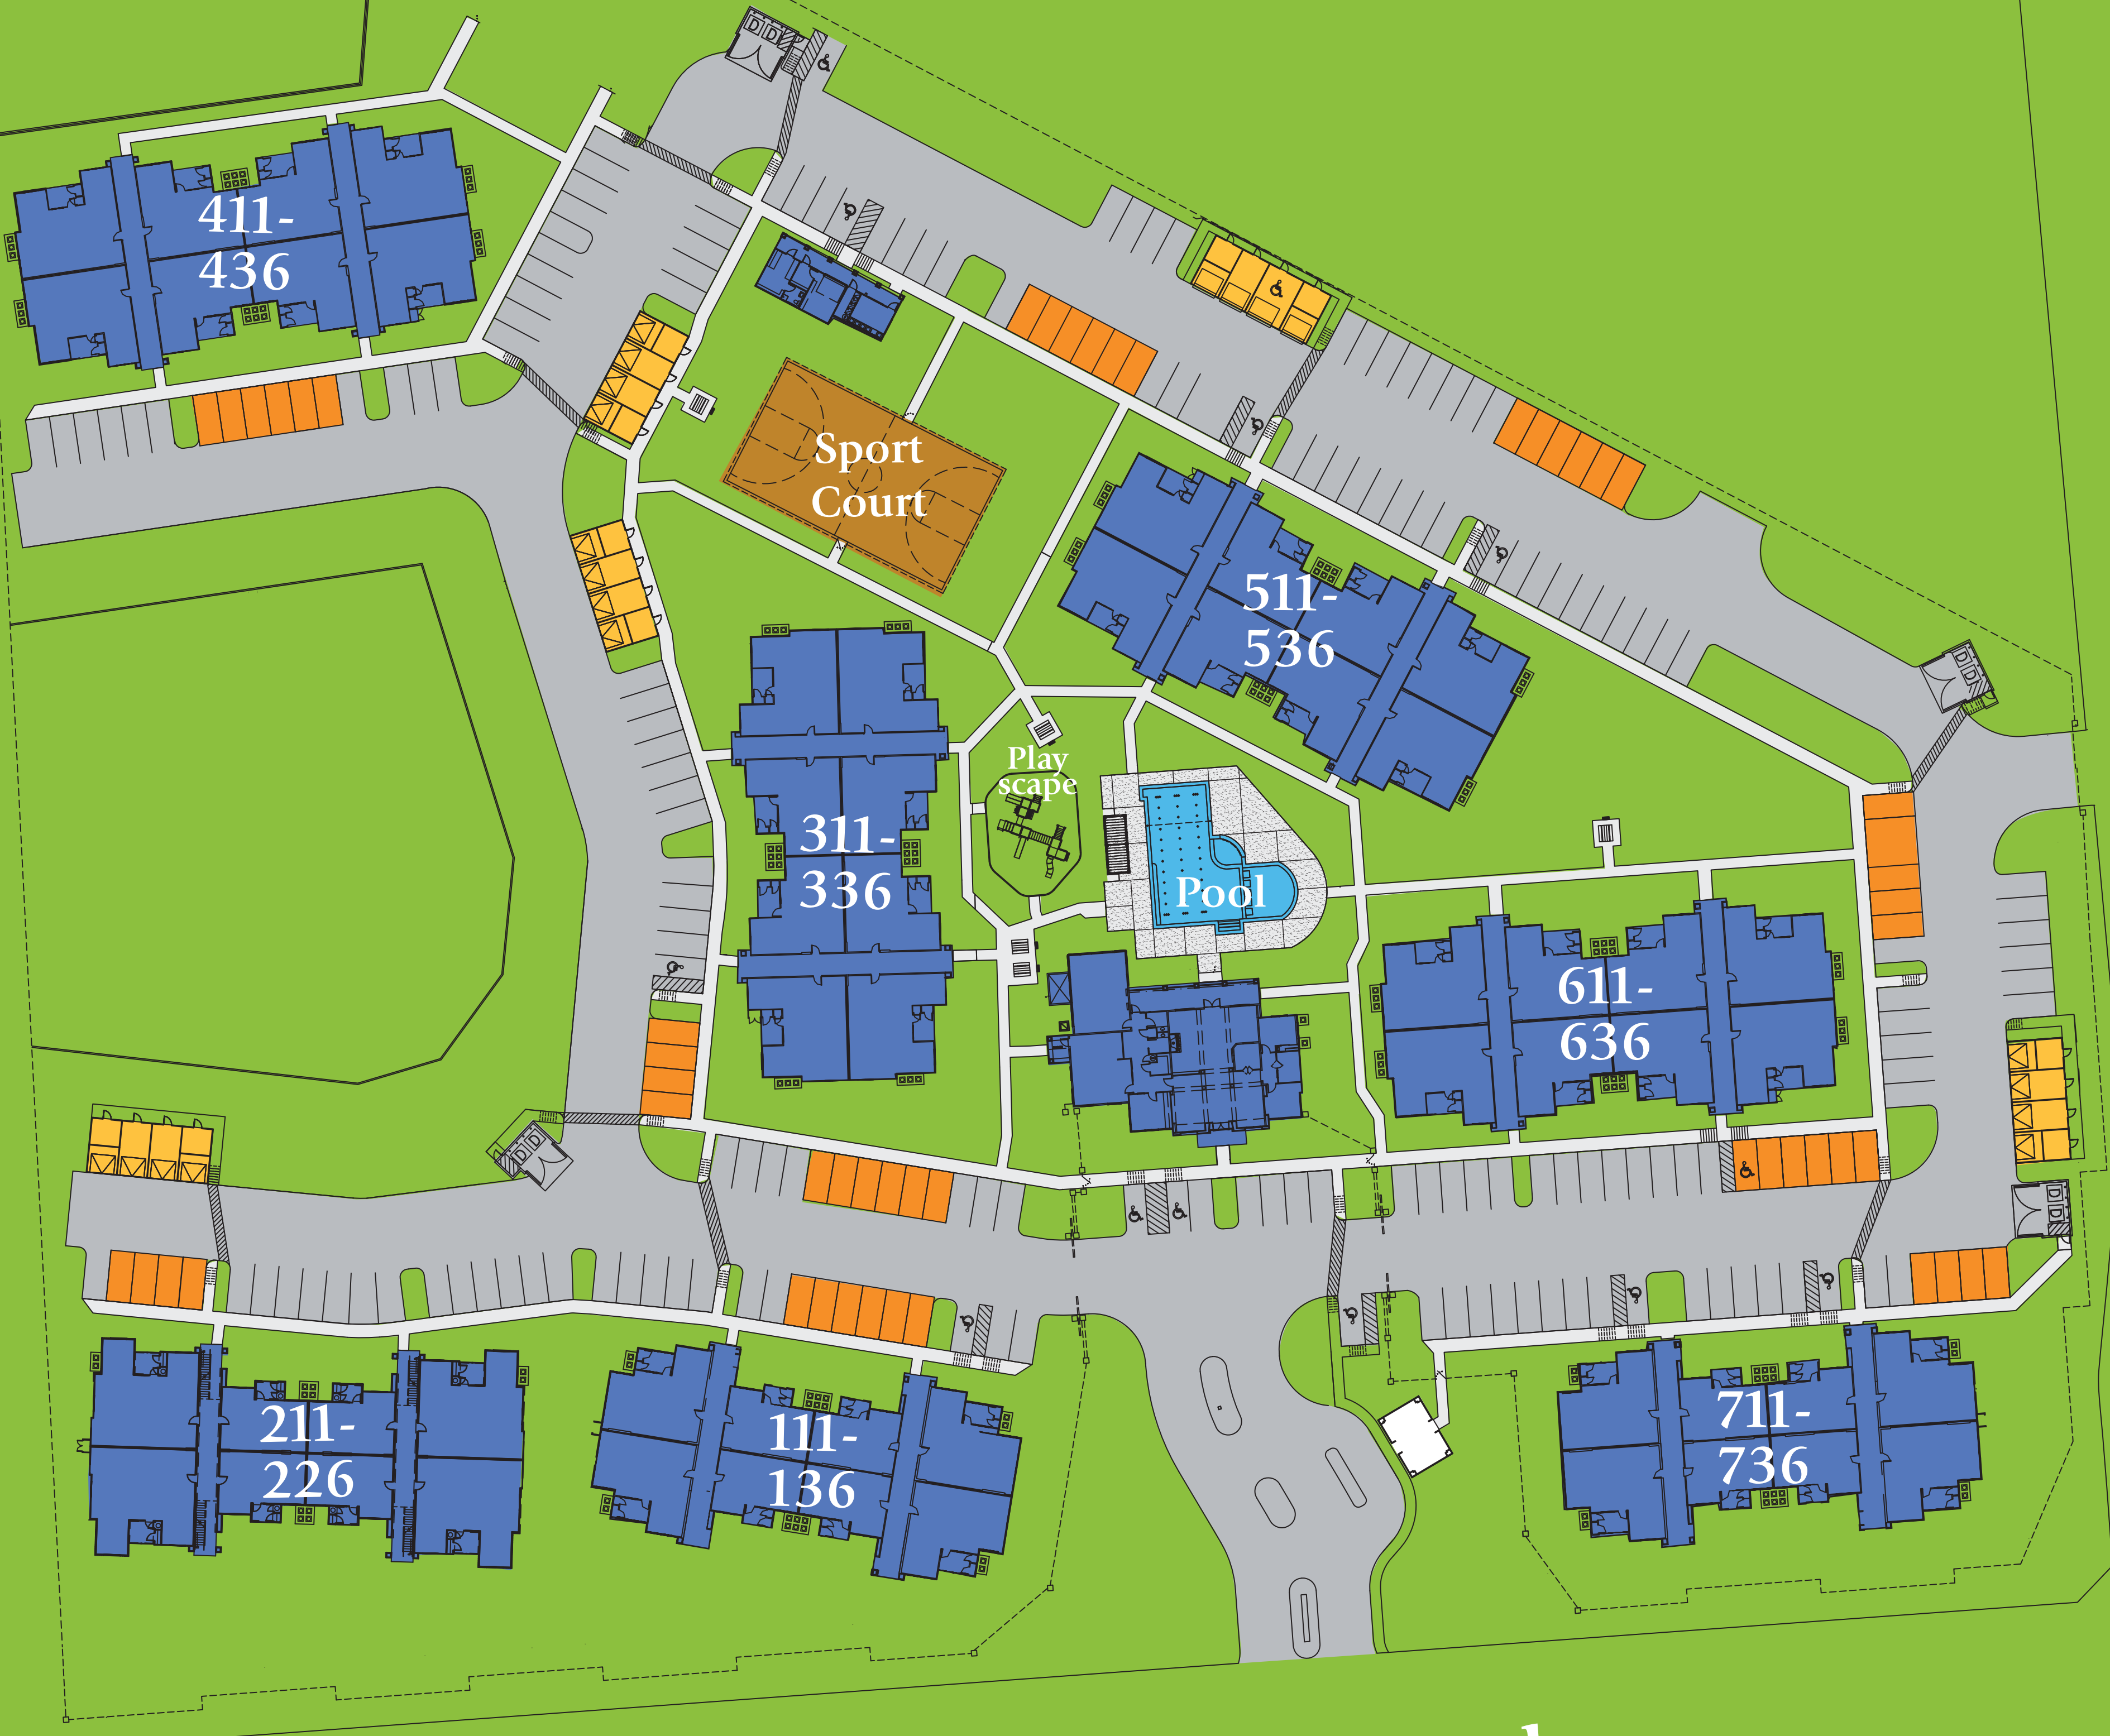 D D
411-
436
Sport
Court
511-
536
D D
Play
scape
311-
336
Pool
611-
636
D D
D D
211-
226
111-
136
711-
736